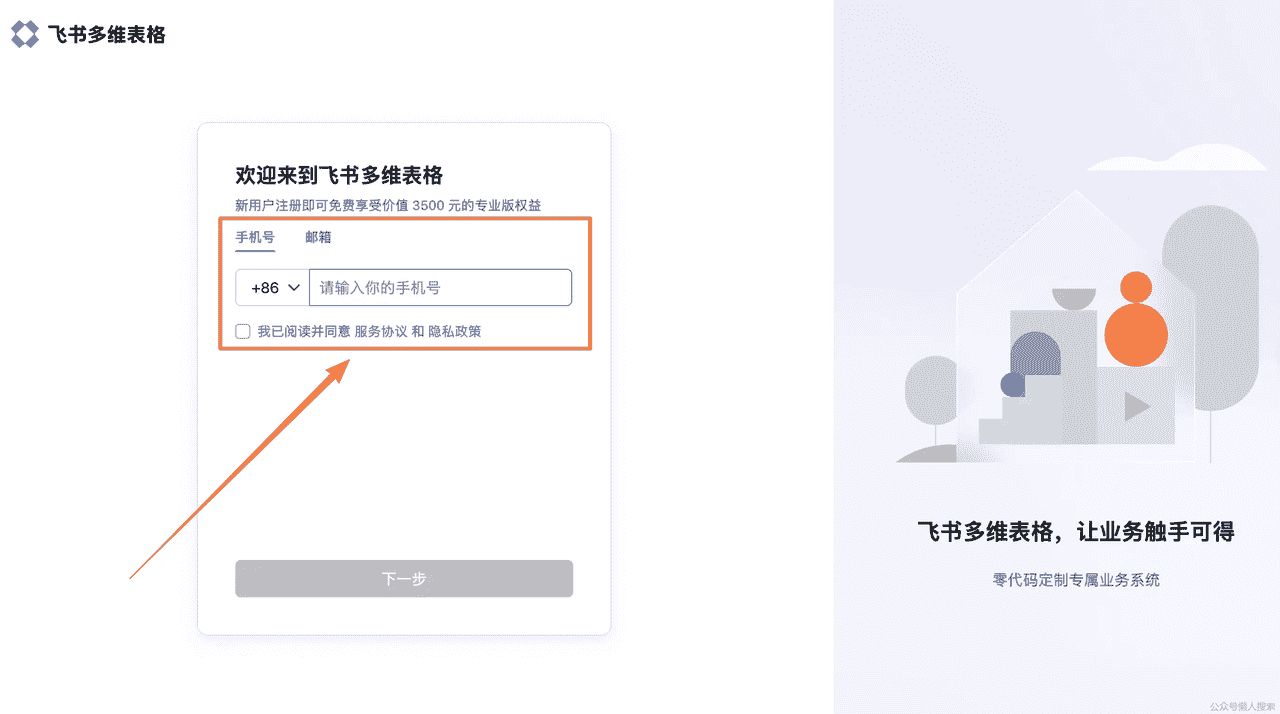 飞书多维表格
欢迎来到飞书多维表格
新用户注册即可免费享受价值 3500 元的专业版权益
手机号 邮箱
+86 请输入你的手机号
我已阅读并同意 服务协议 和 隐私政策
下一步
飞书多维表格，让业务触手可得
零代码定制专属业务系统
公众号懒人搜索